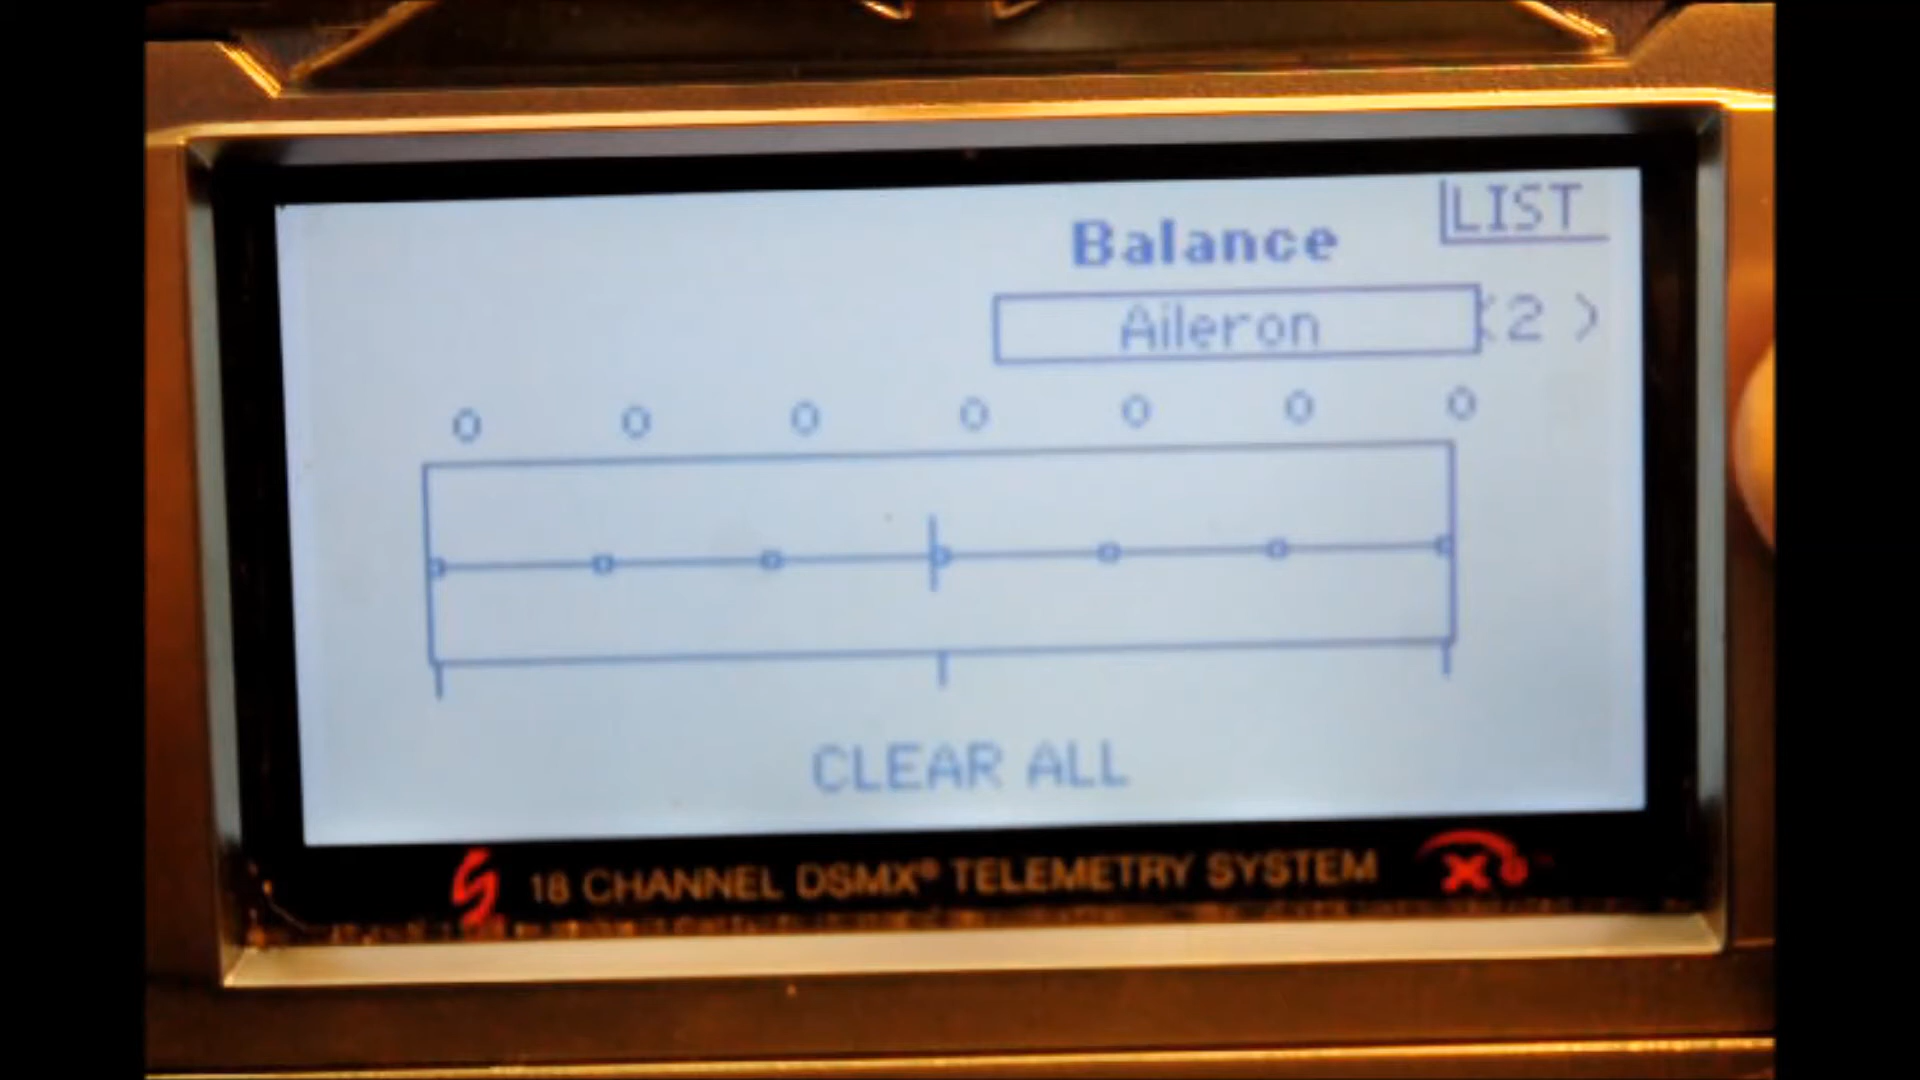 LIST
Balance
Aileron (2 )
0 0 0 0 0 0 0
CLEAR ALL
18 CHANNEL DSMX® TELEMETRY SYSTEM X